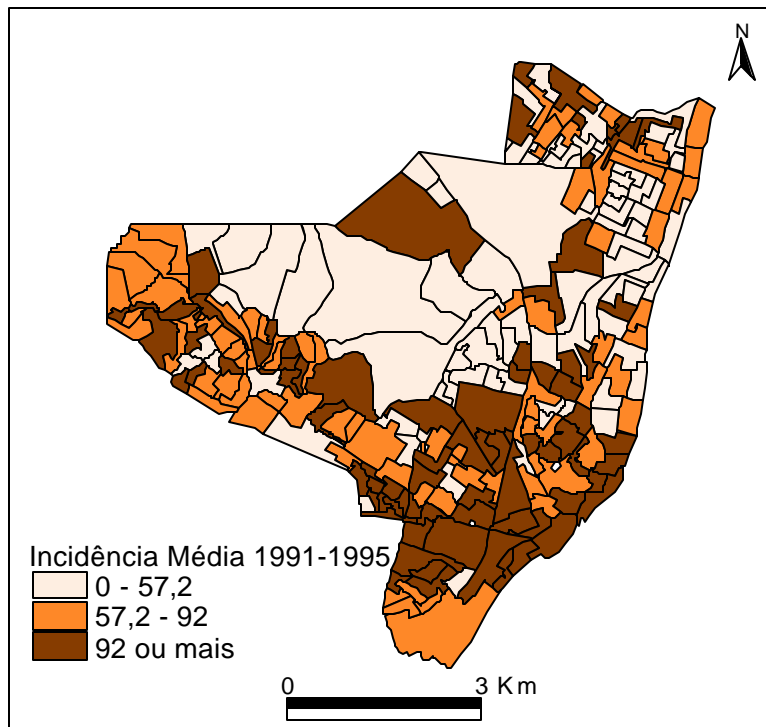 N
Incidência Média 1991-1995
0 - 57,2
57,2 - 92
92 ou mais
0 3 Km